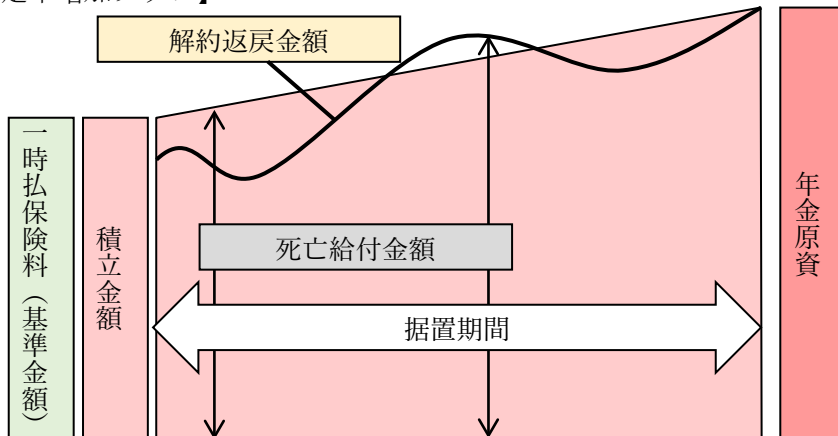 解約返戻金額
一時払保険料（基準金額）
積立金額
死亡給付金額
据置期間
年金原資